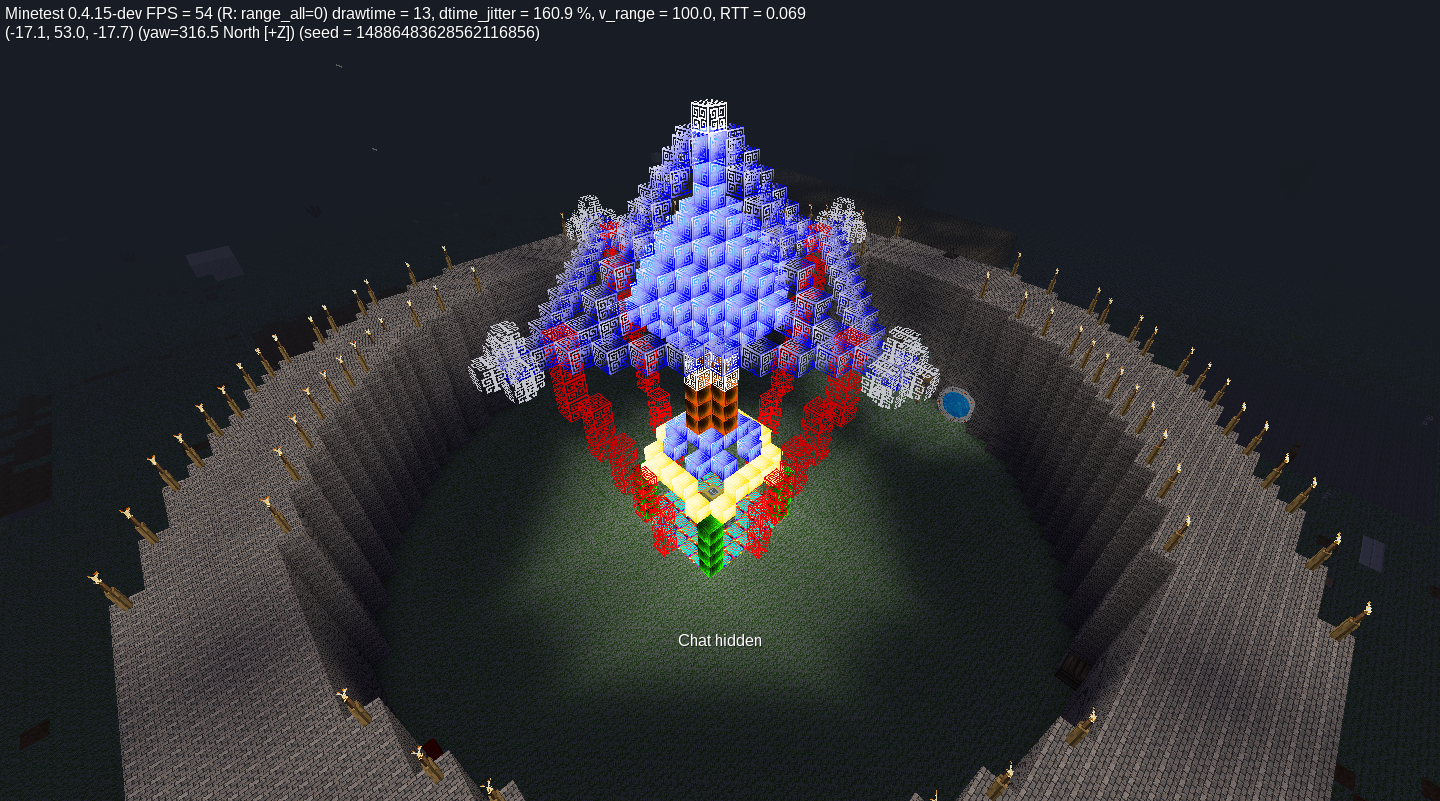 Minetest 0.4.15-dev FPS = 54 (R: range_all=0) drawtime = 13, dtime_jitter = 160.9 %, v_range = 100.0, RTT = 0.069
(-17.1, 53.0, -17.7) (yaw=316.5 North [+Z]) (seed = 14886483628562116856)
Chat hidden